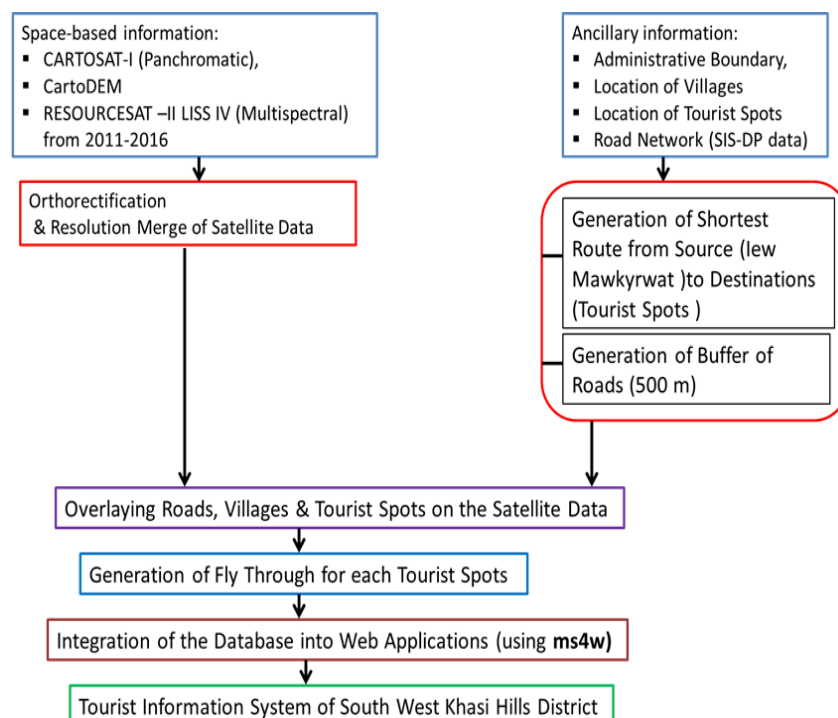 Space-based information:
▪ CARTOSAT-I (Panchromatic),
▪ CartoDEM
▪ RESOURCESAT –II LISS IV (Multispectral)
from 2011-2016
Ancillary information:
▪ Administrative Boundary,
▪ Location of Villages
▪ Location of Tourist Spots
▪ Road Network (SIS-DP data)
Orthorectification
& Resolution Merge of Satellite Data
Generation of Shortest
Route from Source (Iew
Mawkyrwat )to Destinations
(Tourist Spots )
Generation of Buffer of
Roads (500 m)
Overlaying Roads, Villages & Tourist Spots on the Satellite Data
Generation of Fly Through for each Tourist Spots
Integration of the Database into Web Applications (using ms4w)
Tourist Information System of South West Khasi Hills District